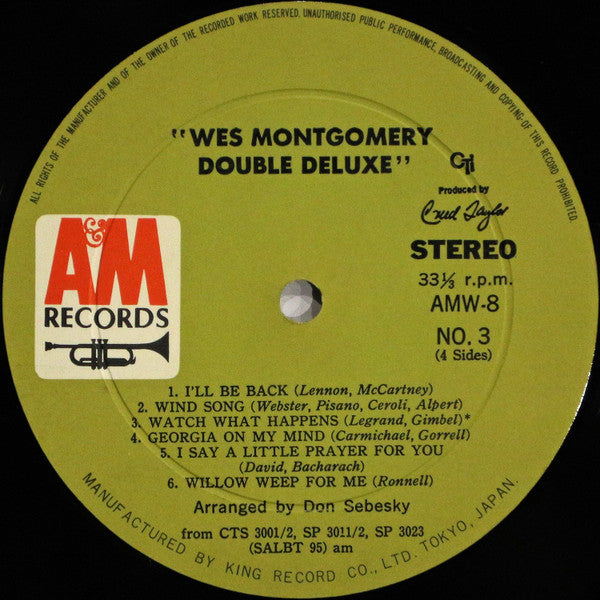 ALL RIGHTS OF THE MANUFACTURER AND OF THE OWNER OF THE RECORDED WORK RESERVED. UNAUTHORISED PUBLIC PERFORMANCE, BROADCASTING AND COPYING-OF THIS RECORD PROHIBITED.
"WES MONTGOMERY
DOUBLE DELUXE"
CTi
Produced by
Creed Taylor
STEREO
33⅓ r.p.m.
AMW-8
NO. 3
(4 Sides)
A&M
RECORDS
1. I'LL BE BACK (Lennon, McCartney)
2. WIND SONG (Webster, Pisano, Ceroli, Alpert)
3. WATCH WHAT HAPPENS (Legrand, Gimbel)*
4. GEORGIA ON MY MIND (Carmichael, Gorrell)
5. I SAY A LITTLE PRAYER FOR YOU
(David, Bacharach)
6. WILLOW WEEP FOR ME (Ronnell)
Arranged by Don Sebesky
from CTS 3001/2, SP 3011/2, SP 3023
(SALBT 95) am
MANUFACTURED BY KING RECORD CO., LTD. TOKYO, JAPAN.